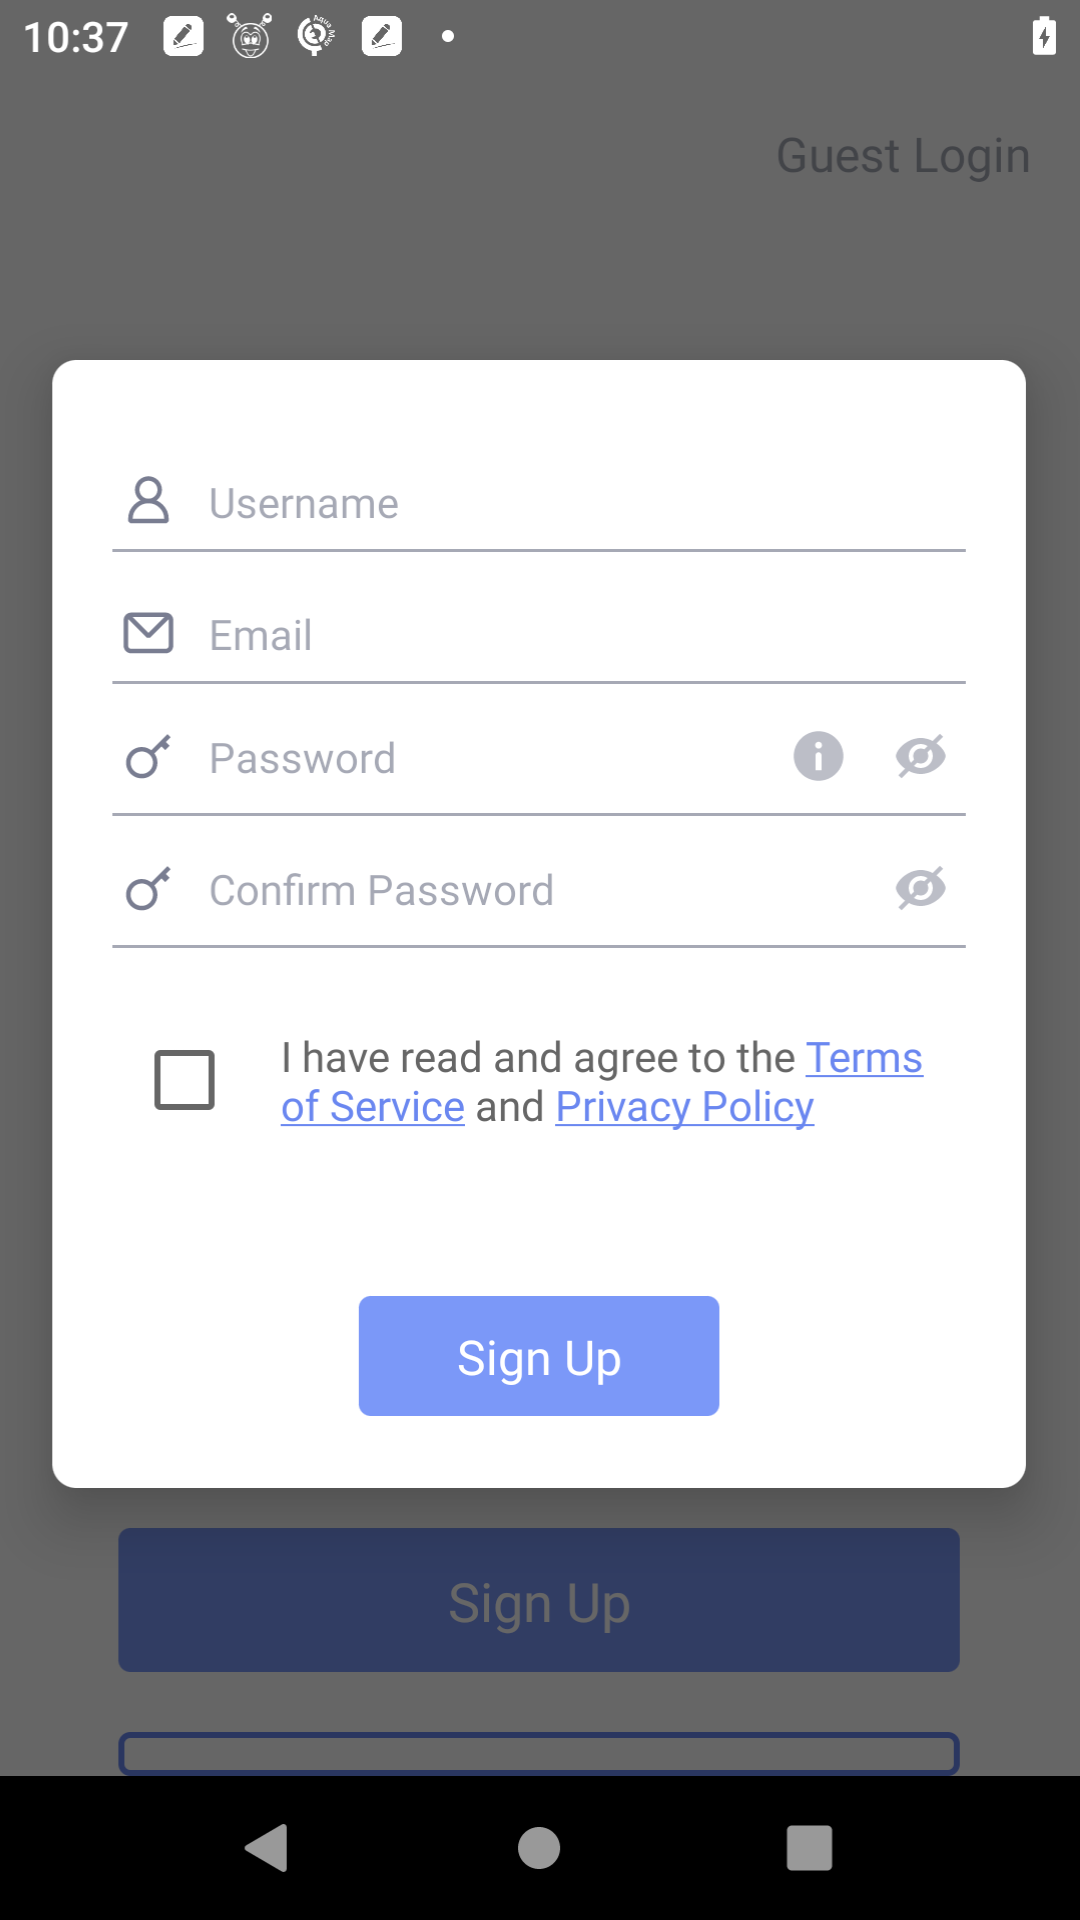 10:37
Guest Login
Username
Email
Password
Confirm Password
I have read and agree to the Terms
of Service and Privacy Policy
Sign Up
Sign Up